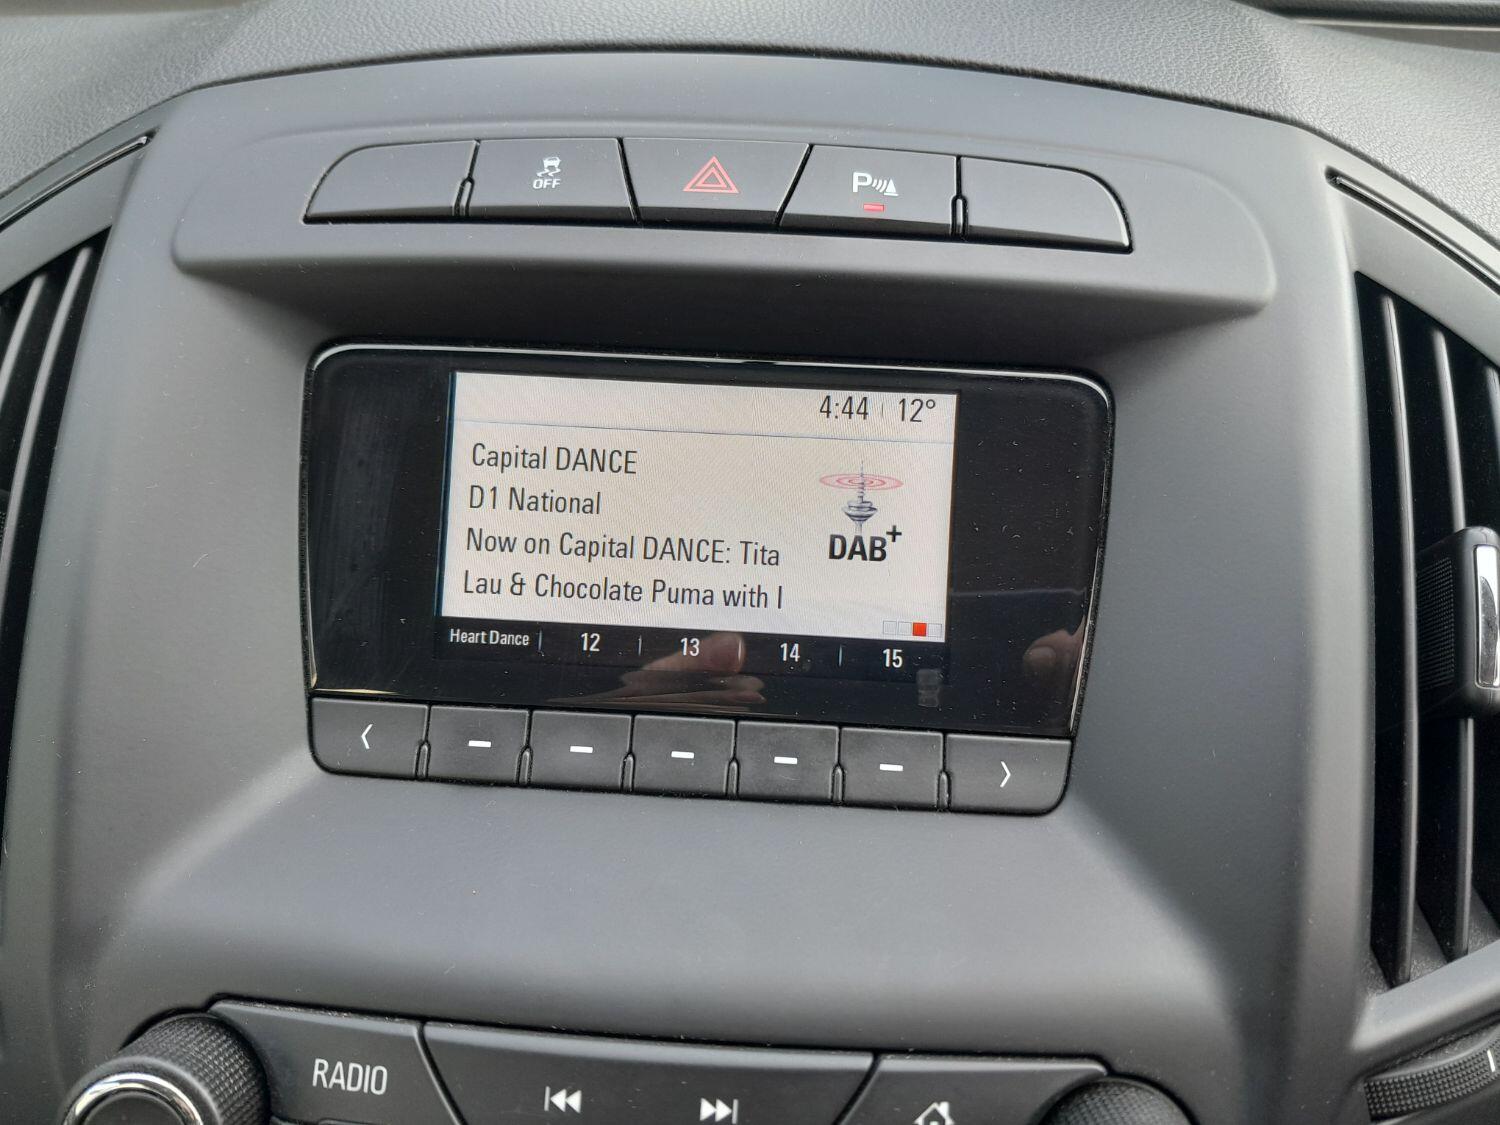 OFF
P
4:44 12°
Capital DANCE
D1 National
Now on Capital DANCE: Tita
Lau & Chocolate Puma with I
DAB+
Heart Dance 12 13 14 15
RADIO